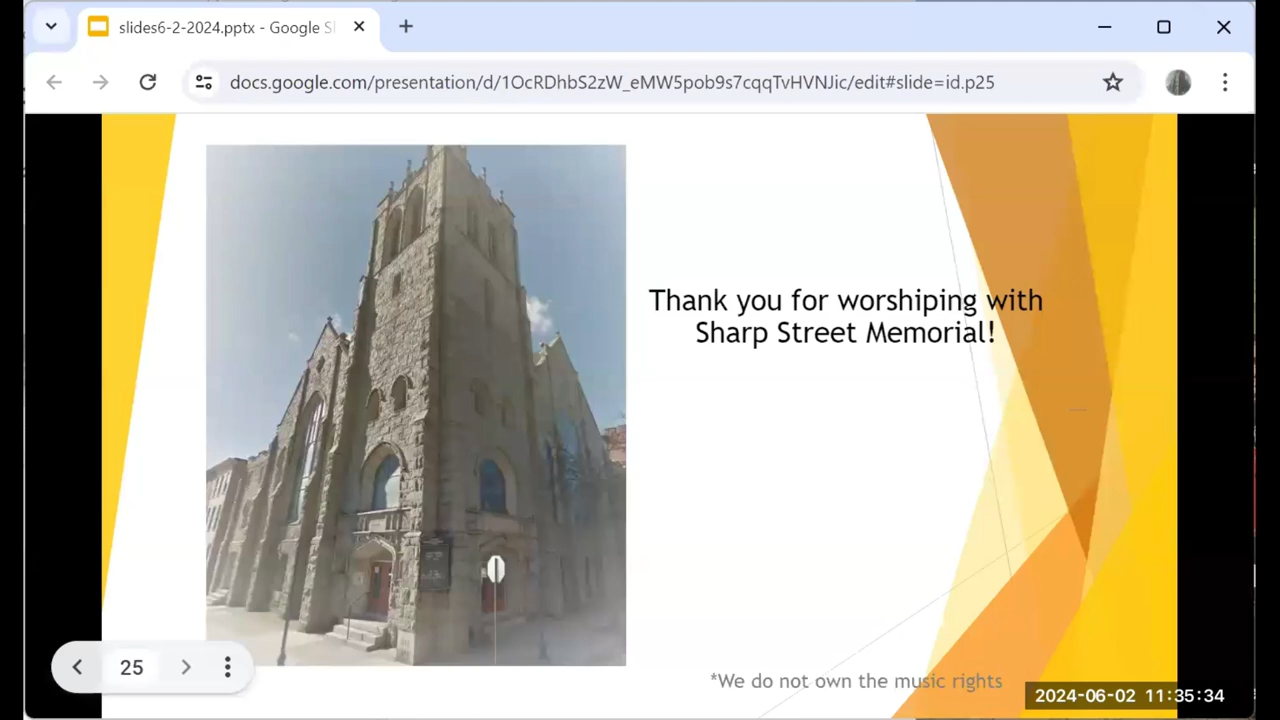 slides6-2-2024.pptx - Google Sl
docs.google.com/presentation/d/1OcRDhbS2zW_eMW5pob9s7cqqTvHVNJic/edit#slide=id.p25
Thank you for worshiping with
Sharp Street Memorial!
25
*We do not own the music rights
2024-06-02 11:35:34